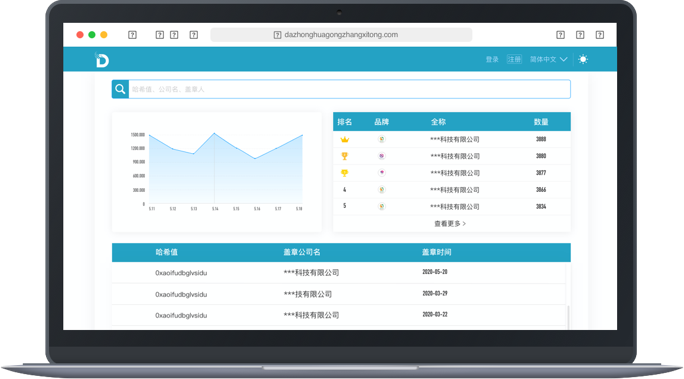 dazhonghuagongzhangxitong.com
D
登录 注册 简体中文
哈希值、公司名、盖章人
1500.000
1200.000
900.000
600.000
300.000
0
5.11 5.12 5.13 5.14 5.15 5.16 5.17 5.18
排名 品牌 全称 数量
***科技有限公司 3888
***科技有限公司 3880
***科技有限公司 3877
4 ***科技有限公司 3866
5 ***科技有限公司 3834
查看更多 >
哈希值 盖章公司名 盖章时间
0xaoifudbglvsidu ***科技有限公司 2020-05-20
0xaoifudbglvsidu ***技有限公司 2020-03-29
0xaoifudbglvsidu ***科技有限公司 2020-03-22